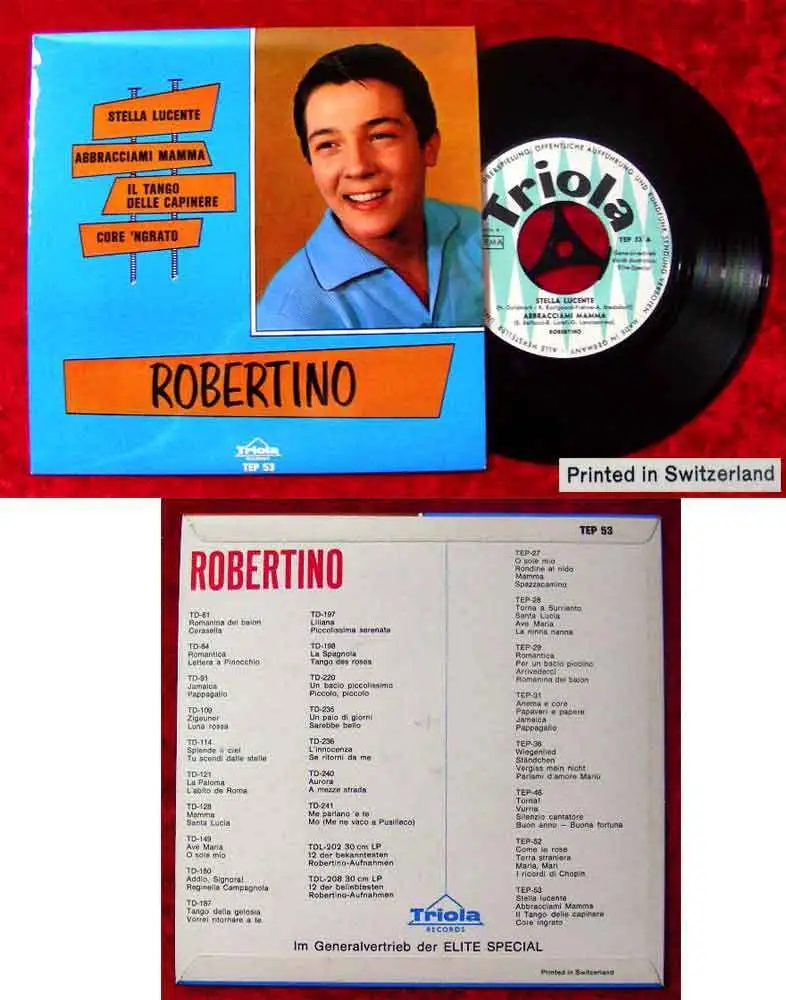 STELLA LUCENTE
ABBRACCIAMI MAMMA
IL TANGO
DELLE CAPINERE
CORE 'NGRATO
ROBERTINO
Triola
RECORDS
TEP 53
ÖFFENTLICHE AUFFÜHRUNG UND RUNDFUNK SENDUNG VERBOTEN
MADE IN GERMANY
Triola
TEP 53 A
STELLA LUCENTE
ABBRACCIAMI MAMMA
ROBERTINO
Printed in Switzerland
TEP 53
ROBERTINO
TD-61
Romanina del baion
Cerasella
TD-84
Romantica
Lettera a Pinocchio
TD-91
Jamaica
Pappagallo
TD-109
Zigeuner
Luna rossa
TD-114
Splende il ciel
Tu scendi dalle stelle
TD-121
La Paloma
L'abito de Roma
TD-128
Mamma
Santa Lucia
TD-149
Ave Maria
O sole mio
TD-180
Addio, Signora!
Reginella Campagnola
TD-187
Tango della gelosia
Vorrei ritornare a te
TD-197
Liliana
Piccolissima serenata
TD-198
La Spagnola
Tango des roses
TD-220
Un bacio piccolissimo
Piccolo, piccolo
TD-235
Un paio di giorni
Sarebbe bello
TD-236
L'innocenza
Se ritorni da me
TD-240
Aurora
A mezze strada
TD-241
Me parlano 'e te
Mo (Me ne vaco a Pusilleco)
TDL-202 30 cm LP
12 der bekanntesten
Robertino-Aufnahmen
TDL-208 30 cm LP
12 der beliebtesten
Robertino-Aufnahmen
TEP-27
O sole mio
Rondine al nido
Mamma
Spazzacamino
TEP-28
Torna a Surriento
Santa Lucia
Ave Maria
La ninna nanna
TEP-29
Romantica
Per un bacio piccino
Arrivederci
Romanina del baion
TEP-31
Anema e core
Papaveri e papere
Jamaica
Pappagallo
TEP-36
Wiegenlied
Ständchen
Vergiss mein nicht
Parlami d'amore Mariù
TEP-46
Torna!
Vurria
Silenzio cantatore
Buon anno — Buona fortuna
TEP-52
Come le rose
Terra straniera
Maria, Mari
I ricordi di Chopin
TEP-53
Stella lucente
Abbracciami Mamma
Il Tango delle capinere
Core ingrato
Triola
RECORDS
Im Generalvertrieb der ELITE SPECIAL
Printed in Switzerland